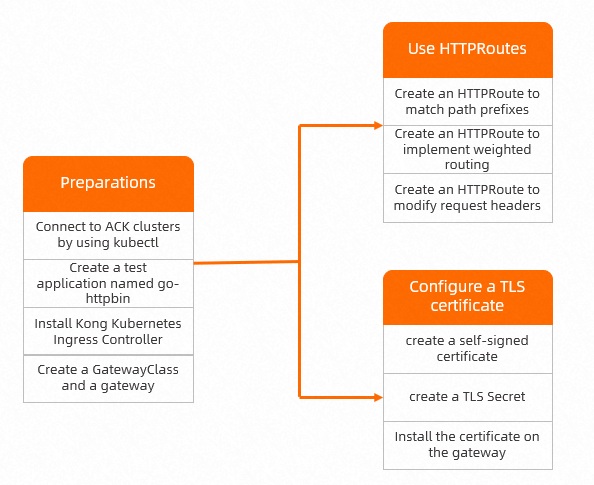 Preparations
Connect to ACK clusters
by using kubectl
Create a test
application named go-
httpbin
Install Kong Kubernetes
Ingress Controller
Create a GatewayClass
and a gateway
Use HTTPRoutes
Create an HTTPRoute to
match path prefixes
Create an HTTPRoute to
implement weighted
routing
Create an HTTPRoute to
modify request headers
Configure a TLS
certificate
create a self-signed
certificate
create a TLS Secret
Install the certificate on
the gateway